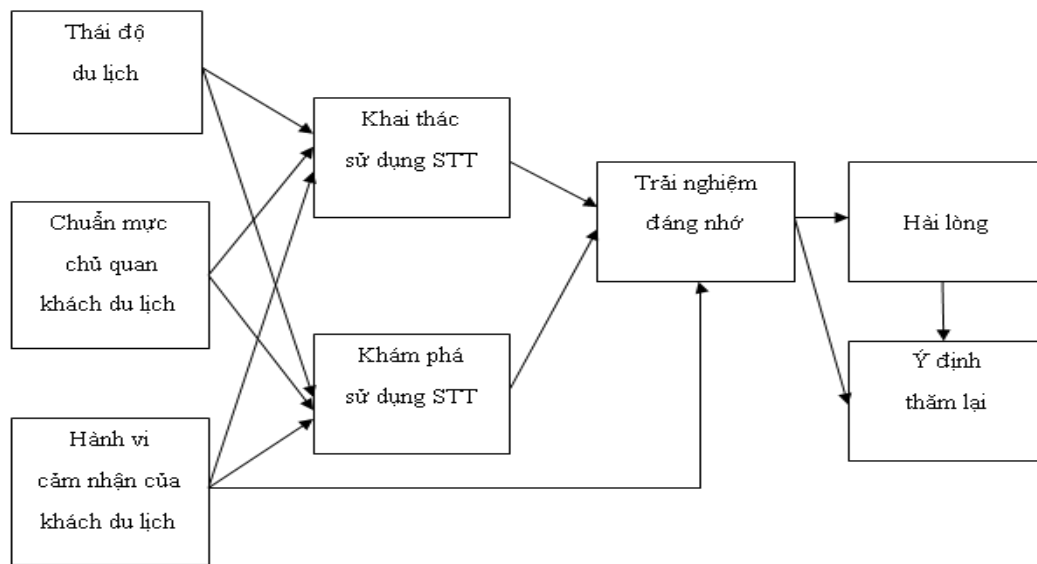 Thái độ
du lịch
Khai thác
sử dụng STT
Trải nghiệm
đáng nhớ
Hài lòng
Chuẩn mực
chủ quan
khách du lịch
Khám phá
sử dụng STT
Ý định
thăm lại
Hành vi
cảm nhận của
khách du lịch